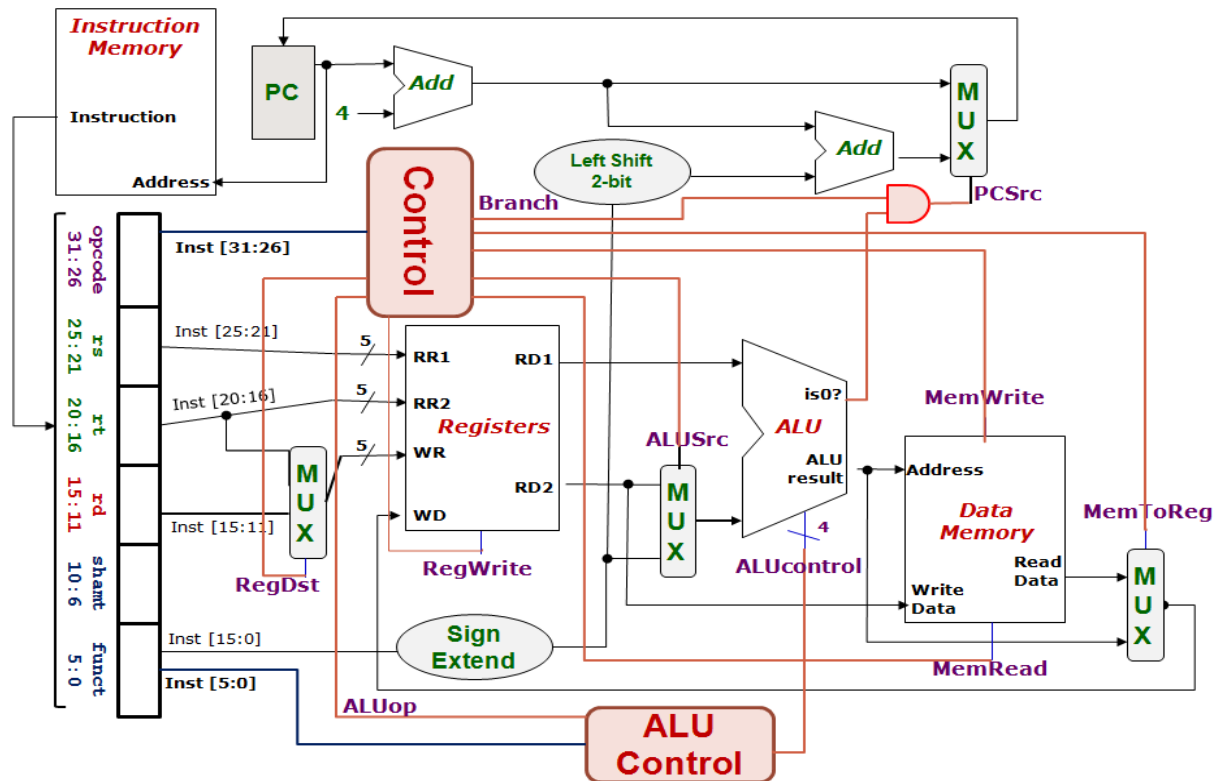 Instruction
Memory
Instruction
Address
PC
4
Add
Add
M
U
X
Left Shift
2-bit
Control
Branch
PCSrc
opcode
31:26
rs
25:21
rt
20:16
rd
15:11
shamt
10:6
funct
5:0
Inst [31:26]
Inst [25:21]
Inst [20:16]
Inst [15:11]
Inst [15:0]
Inst [5:0]
5
5
5
M
U
X
RegDst
RR1
RR2
WR
WD
RD1
RD2
Registers
RegWrite
Sign
Extend
ALUSrc
M
U
X
is0?
ALU
ALU
result
4
ALUcontrol
MemWrite
Address
Data
Memory
Read
Data
Write
Data
MemRead
MemToReg
M
U
X
ALUop
ALU
Control